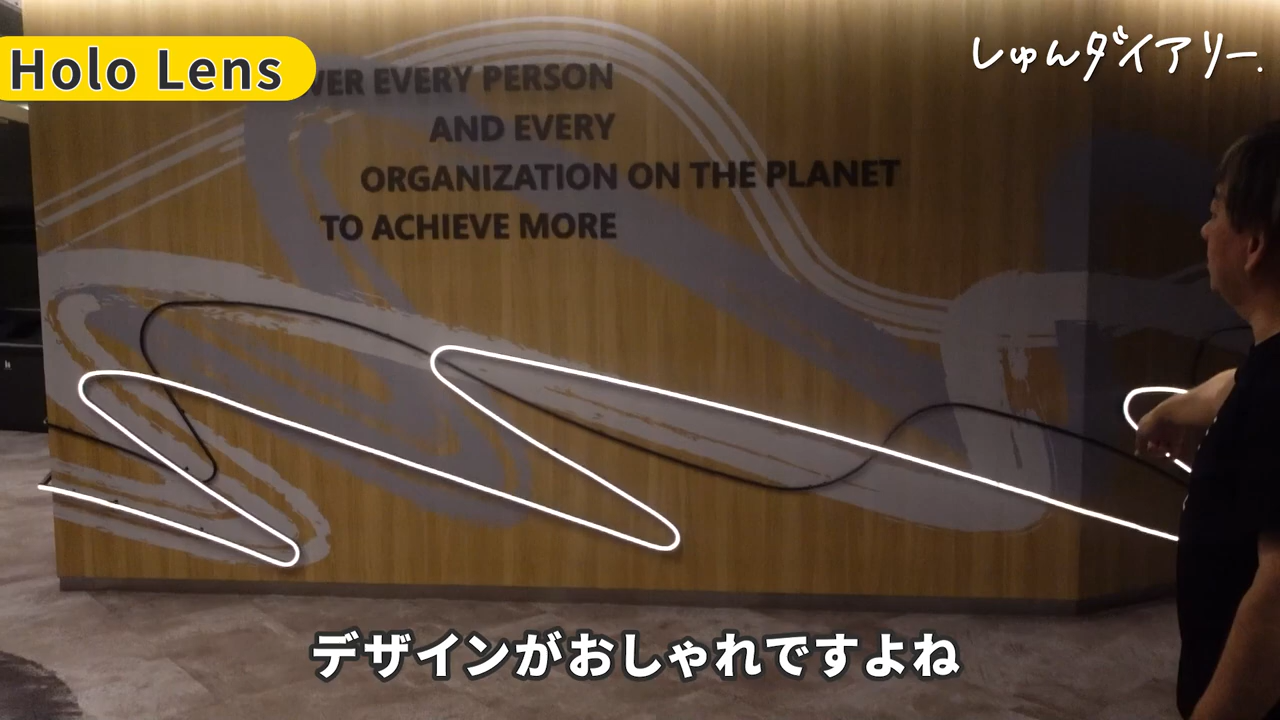 Holo Lens
しゅんダイアリー.
EVERY PERSON
AND EVERY
ORGANIZATION ON THE PLANET
TO ACHIEVE MORE
デザインがおしゃれですよね